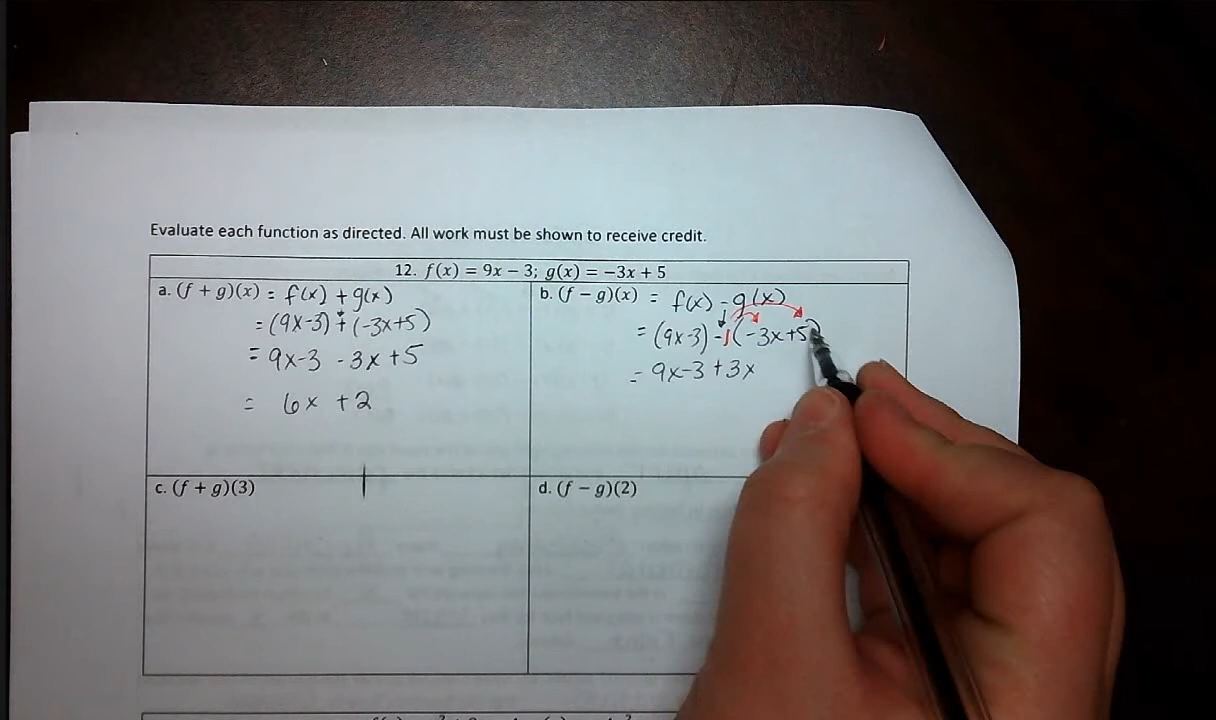 Evaluate each function as directed. All work must be shown to receive credit.
12. f(x) = 9x − 3; g(x) = −3x + 5
a. (f + g)(x) = f(x) + g(x)
= (9x-3) + (-3x+5)
= 9x-3 -3x+5
= 6x +2
b. (f − g)(x) = f(x) - g(x)
= (9x-3) -1(-3x+5)
= 9x-3+3x
c. (f + g)(3)
d. (f − g)(2)